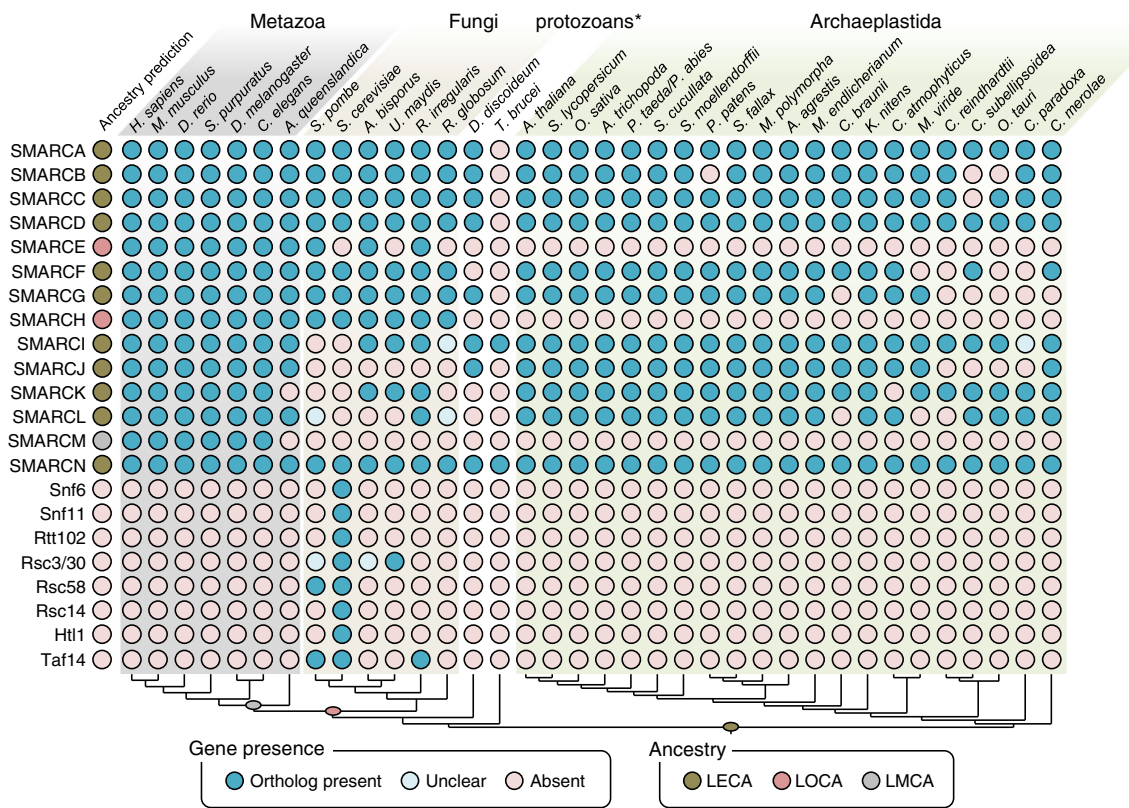 Metazoa Fungi protozoans* Archaeplastida
Ancestry prediction
H. sapiens
M. musculus
D. rerio
S. purpuratus
D. melanogaster
C. elegans
A. queenslandica
S. pombe
S. cerevisiae
A. bisporus
U. maydis
R. irregularis
R. globosum
D. discoideum
T. brucei
A. thaliana
S. lycopersicum
O. sativa
A. trichopoda
P. taeda/P. abies
S. cucullata
S. moellendorffii
P. patens
S. fallax
M. polymorpha
A. agrestis
M. endlicherianum
C. braunii
K. nitens
C. atmophyticus
M. viride
C. reinhardtii
C. subellipsoidea
O. tauri
C. paradoxa
C. merolae
SMARCA
SMARCB
SMARCC
SMARCD
SMARCE
SMARCF
SMARCG
SMARCH
SMARCI
SMARCJ
SMARCK
SMARCL
SMARCM
SMARCN
Snf6
Snf11
Rtt102
Rsc3/30
Rsc58
Rsc14
Htl1
Taf14
Gene presence
Ortholog present Unclear Absent
Ancestry
LECA LOCA LMCA